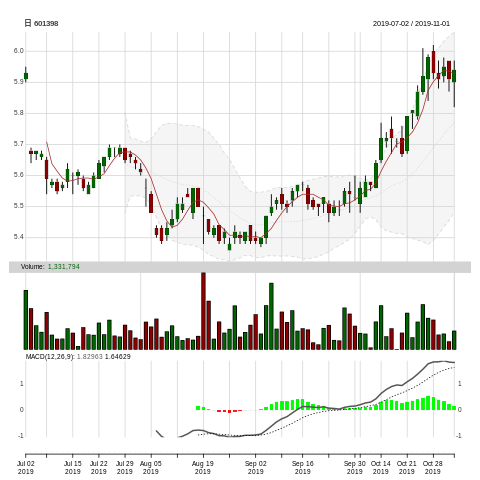 日 601398 2019-07-02 / 2019-11-01
6.0
5.9
5.8
5.7
5.6
5.5
5.4
Volume: 1,331,794
MACD(12,26,9): 1.82963 1.64629
1 1
0 0
-1 -1
Jul 02 Jul 15 Jul 22 Jul 29 Aug 05 Aug 19 Sep 02 Sep 16 Sep 30 Oct 14 Oct 21 Oct 28
2019 2019 2019 2019 2019 2019 2019 2019 2019 2019 2019 2019